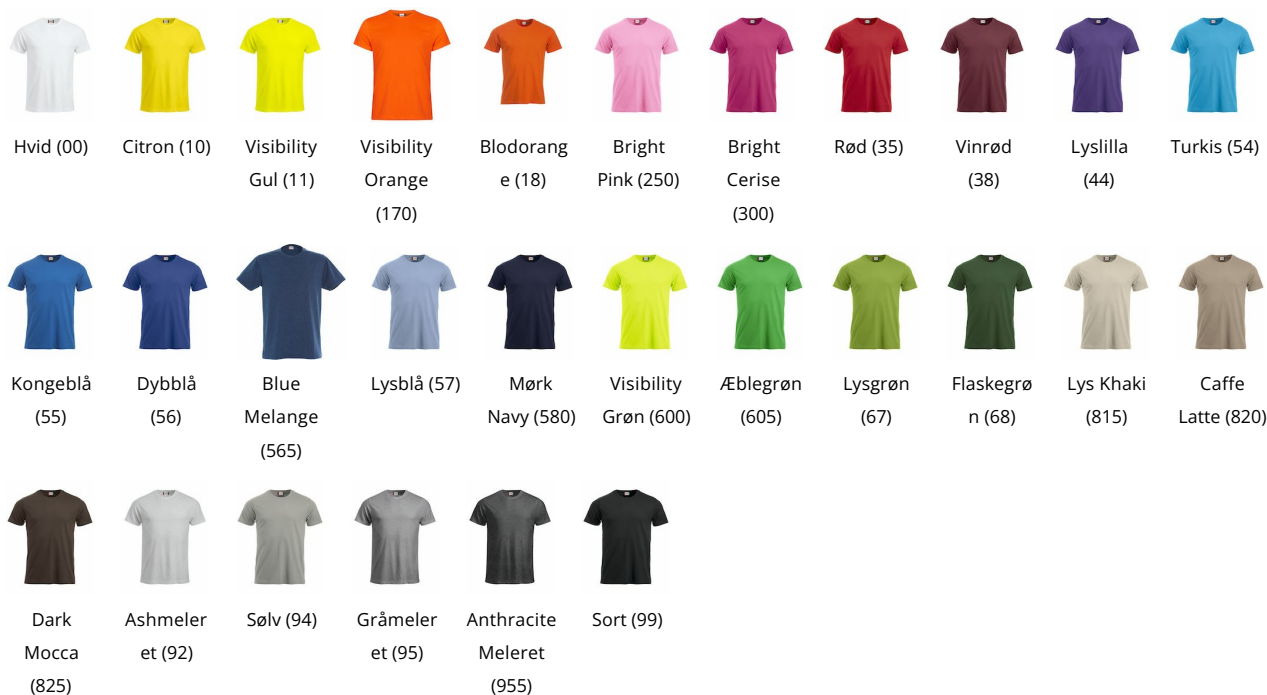 Hvid (00)
Citron (10)
Visibility
Gul (11)
Visibility
Orange
(170)
Blodorang
e (18)
Bright
Pink (250)
Bright
Cerise
(300)
Rød (35)
Vinrød
(38)
Lyslilla
(44)
Turkis (54)
Kongeblå
(55)
Dybblå
(56)
Blue
Melange
(565)
Lysblå (57)
Mørk
Navy (580)
Visibility
Grøn (600)
Æblegrøn
(605)
Lysgrøn
(67)
Flaskegrø
n (68)
Lys Khaki
(815)
Caffe
Latte (820)
Dark
Mocca
(825)
Ashmeler
et (92)
Sølv (94)
Gråmeler
et (95)
Anthracite
Meleret
(955)
Sort (99)